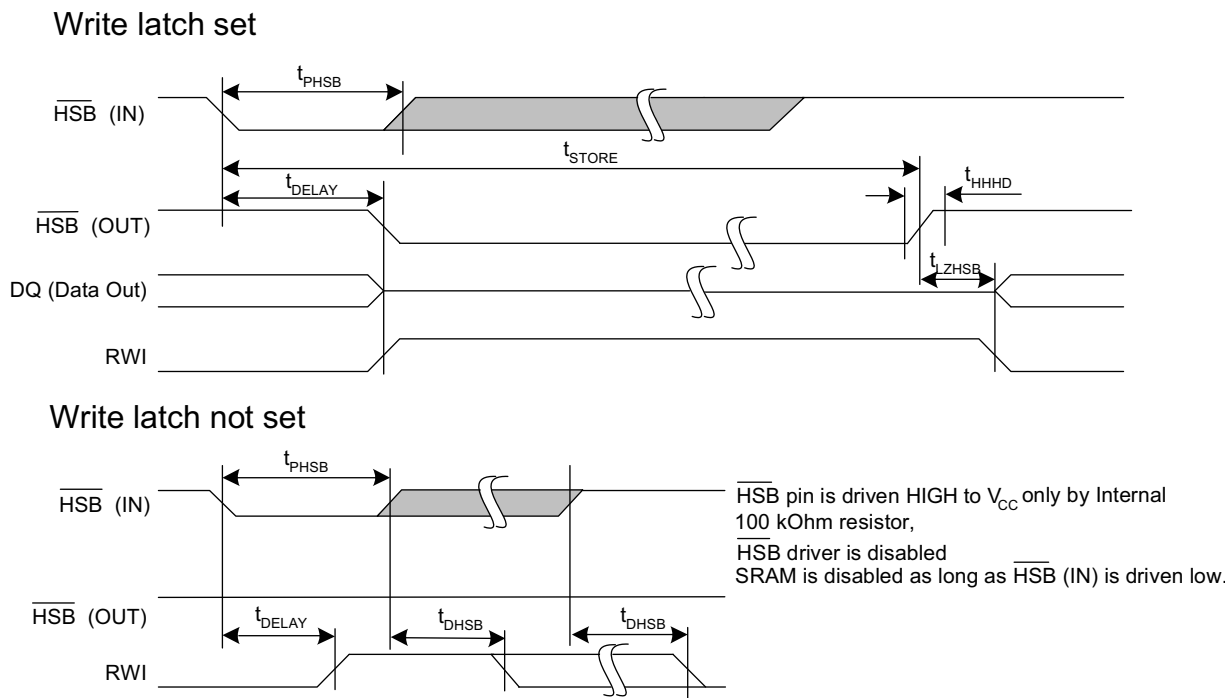 Write latch set
tPHSB
HSB (IN)
tSTORE
tHHHD
tDELAY
HSB (OUT)
tLZHSB
DQ (Data Out)
RWI
Write latch not set
tPHSB
HSB (IN)
HSB pin is driven HIGH to VCC only by Internal
100 kOhm resistor,
HSB driver is disabled
SRAM is disabled as long as HSB (IN) is driven low.
HSB (OUT)
tDELAY
tDHSB
tDHSB
RWI